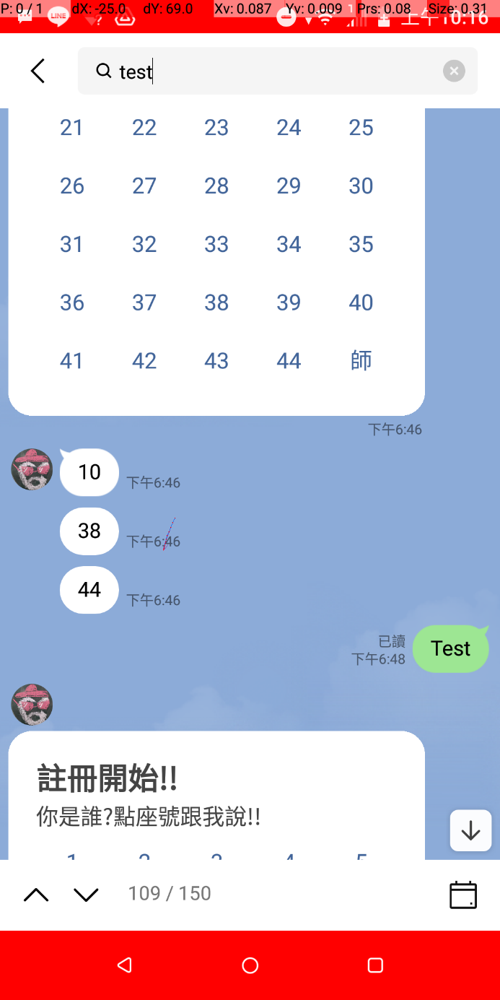 P: 0 / 1 dX: -25.0 dY: 69.0 Xv: 0.087 Yv: 0.009 Prs: 0.08 Size: 0.31
LINE 上午10:16
test
21 22 23 24 25
26 27 28 29 30
31 32 33 34 35
36 37 38 39 40
41 42 43 44 師
下午6:46
10
下午6:46
38
下午6:46
44
下午6:46
已讀
下午6:48
Test
註冊開始!!
你是誰?點座號跟我說!!
1 2 3 4 5
109 / 150